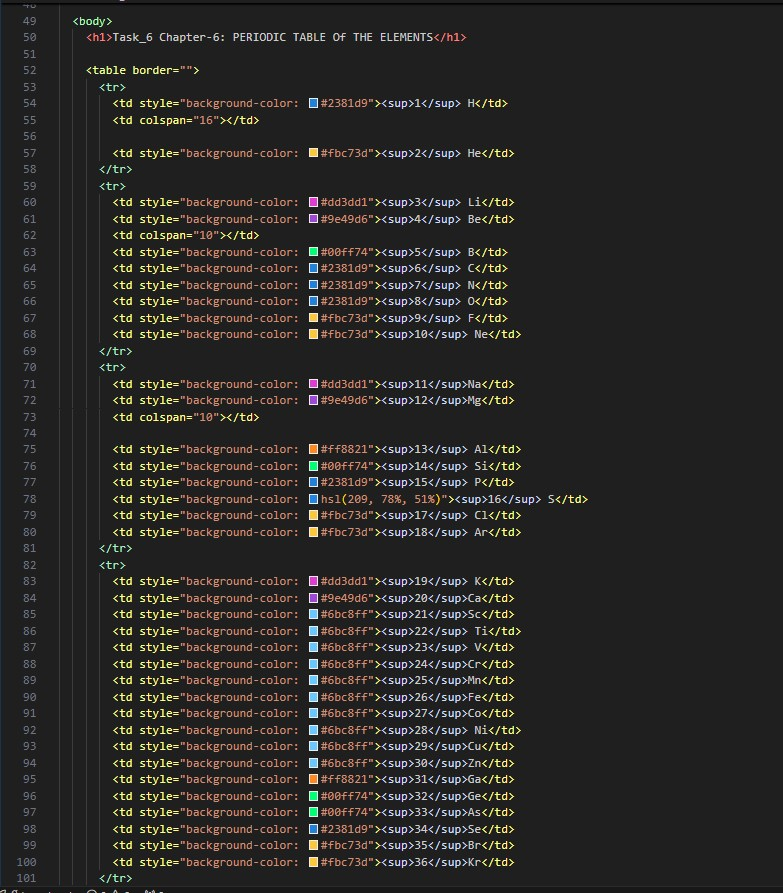 49 <body>
50 <h1>Task_6 Chapter-6: PERIODIC TABLE Of THE ELEMENTS</h1>
51
52 <table border="">
53 <tr>
54 <td style="background-color: #2381d9"><sup>1</sup> H</td>
55 <td colspan="16"></td>
56
57 <td style="background-color: #fbc73d"><sup>2</sup> He</td>
58 </tr>
59 <tr>
60 <td style="background-color: #dd3dd1"><sup>3</sup> Li</td>
61 <td style="background-color: #9e49d6"><sup>4</sup> Be</td>
62 <td colspan="10"></td>
63 <td style="background-color: #00ff74"><sup>5</sup> B</td>
64 <td style="background-color: #2381d9"><sup>6</sup> C</td>
65 <td style="background-color: #2381d9"><sup>7</sup> N</td>
66 <td style="background-color: #2381d9"><sup>8</sup> O</td>
67 <td style="background-color: #fbc73d"><sup>9</sup> F</td>
68 <td style="background-color: #fbc73d"><sup>10</sup> Ne</td>
69 </tr>
70 <tr>
71 <td style="background-color: #dd3dd1"><sup>11</sup>Na</td>
72 <td style="background-color: #9e49d6"><sup>12</sup>Mg</td>
73 <td colspan="10"></td>
74
75 <td style="background-color: #ff8821"><sup>13</sup> Al</td>
76 <td style="background-color: #00ff74"><sup>14</sup> Si</td>
77 <td style="background-color: #2381d9"><sup>15</sup> P</td>
78 <td style="background-color: hsl(209, 78%, 51%)"><sup>16</sup> S</td>
79 <td style="background-color: #fbc73d"><sup>17</sup> Cl</td>
80 <td style="background-color: #fbc73d"><sup>18</sup> Ar</td>
81 </tr>
82 <tr>
83 <td style="background-color: #dd3dd1"><sup>19</sup> K</td>
84 <td style="background-color: #9e49d6"><sup>20</sup>Ca</td>
85 <td style="background-color: #6bc8ff"><sup>21</sup>Sc</td>
86 <td style="background-color: #6bc8ff"><sup>22</sup> Ti</td>
87 <td style="background-color: #6bc8ff"><sup>23</sup> V</td>
88 <td style="background-color: #6bc8ff"><sup>24</sup>Cr</td>
89 <td style="background-color: #6bc8ff"><sup>25</sup>Mn</td>
90 <td style="background-color: #6bc8ff"><sup>26</sup>Fe</td>
91 <td style="background-color: #6bc8ff"><sup>27</sup>Co</td>
92 <td style="background-color: #6bc8ff"><sup>28</sup> Ni</td>
93 <td style="background-color: #6bc8ff"><sup>29</sup>Cu</td>
94 <td style="background-color: #6bc8ff"><sup>30</sup>Zn</td>
95 <td style="background-color: #ff8821"><sup>31</sup>Ga</td>
96 <td style="background-color: #00ff74"><sup>32</sup>Ge</td>
97 <td style="background-color: #00ff74"><sup>33</sup>As</td>
98 <td style="background-color: #2381d9"><sup>34</sup>Se</td>
99 <td style="background-color: #fbc73d"><sup>35</sup>Br</td>
100 <td style="background-color: #fbc73d"><sup>36</sup>Kr</td>
101 </tr>